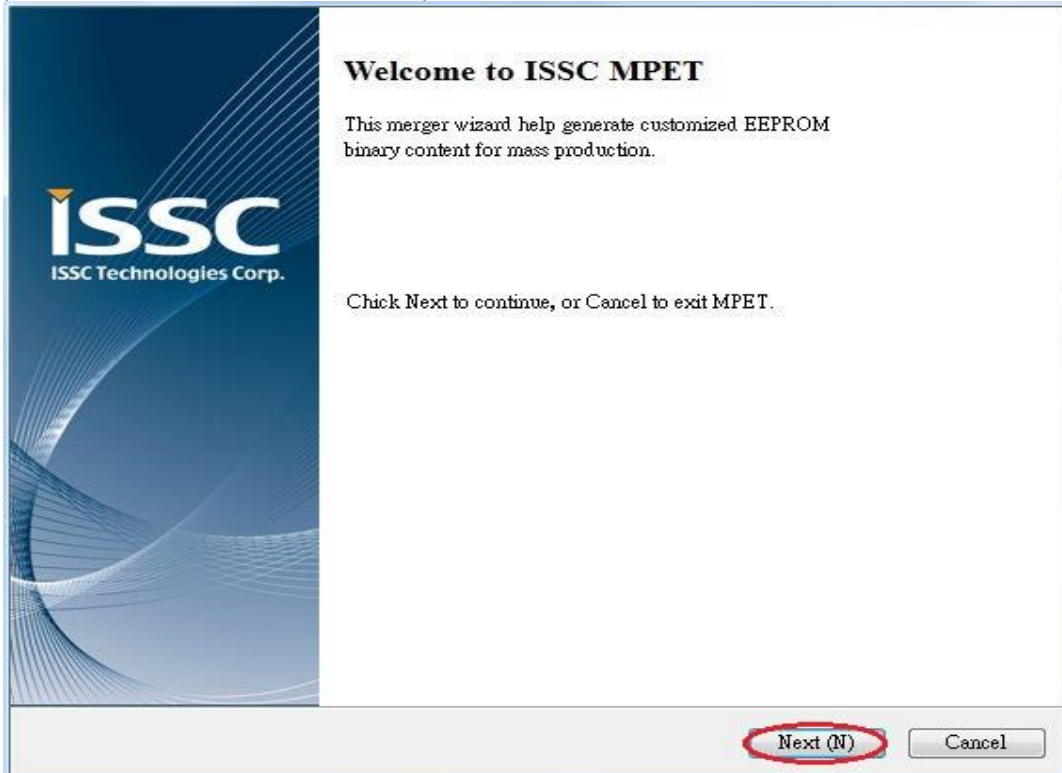 Welcome to ISSC MPET
This merger wizard help generate customized EEPROM
binary content for mass production.
ISSC
ISSC Technologies Corp.
Chick Next to continue, or Cancel to exit MPET.
Next (N)
Cancel